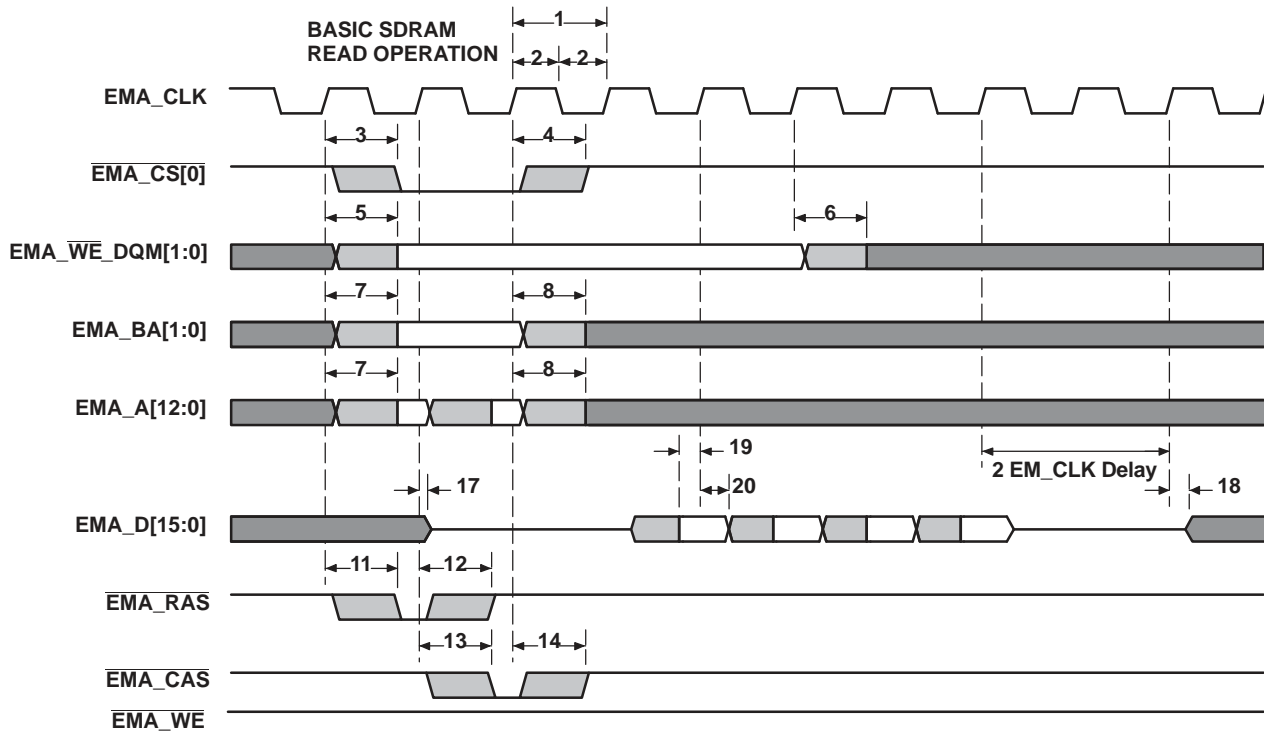 1
BASIC SDRAM
READ OPERATION
2 2
EMA_CLK
3 4
EMA_CS[0]
5 6
EMA_WE_DQM[1:0]
7 8
EMA_BA[1:0]
7 8
EMA_A[12:0]
19
2 EM_CLK Delay
17 20 18
EMA_D[15:0]
11 12
EMA_RAS
13 14
EMA_CAS
EMA_WE